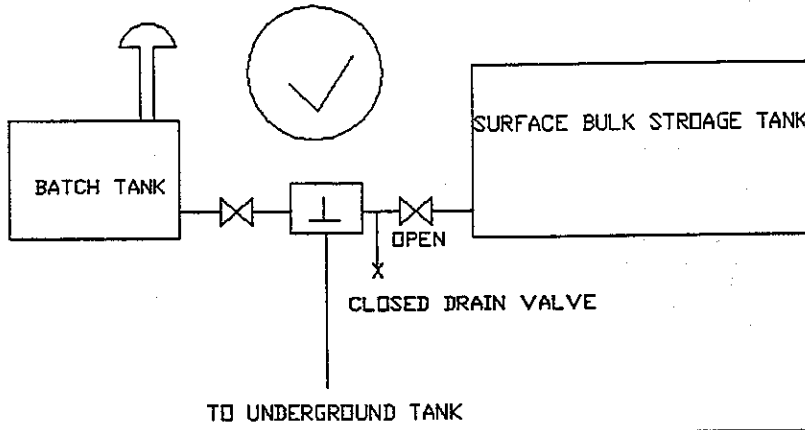 SURFACE BULK STROAGE TANK
BATCH TANK
OPEN
CLOSED DRAIN VALVE
TO UNDERGROUND TANK